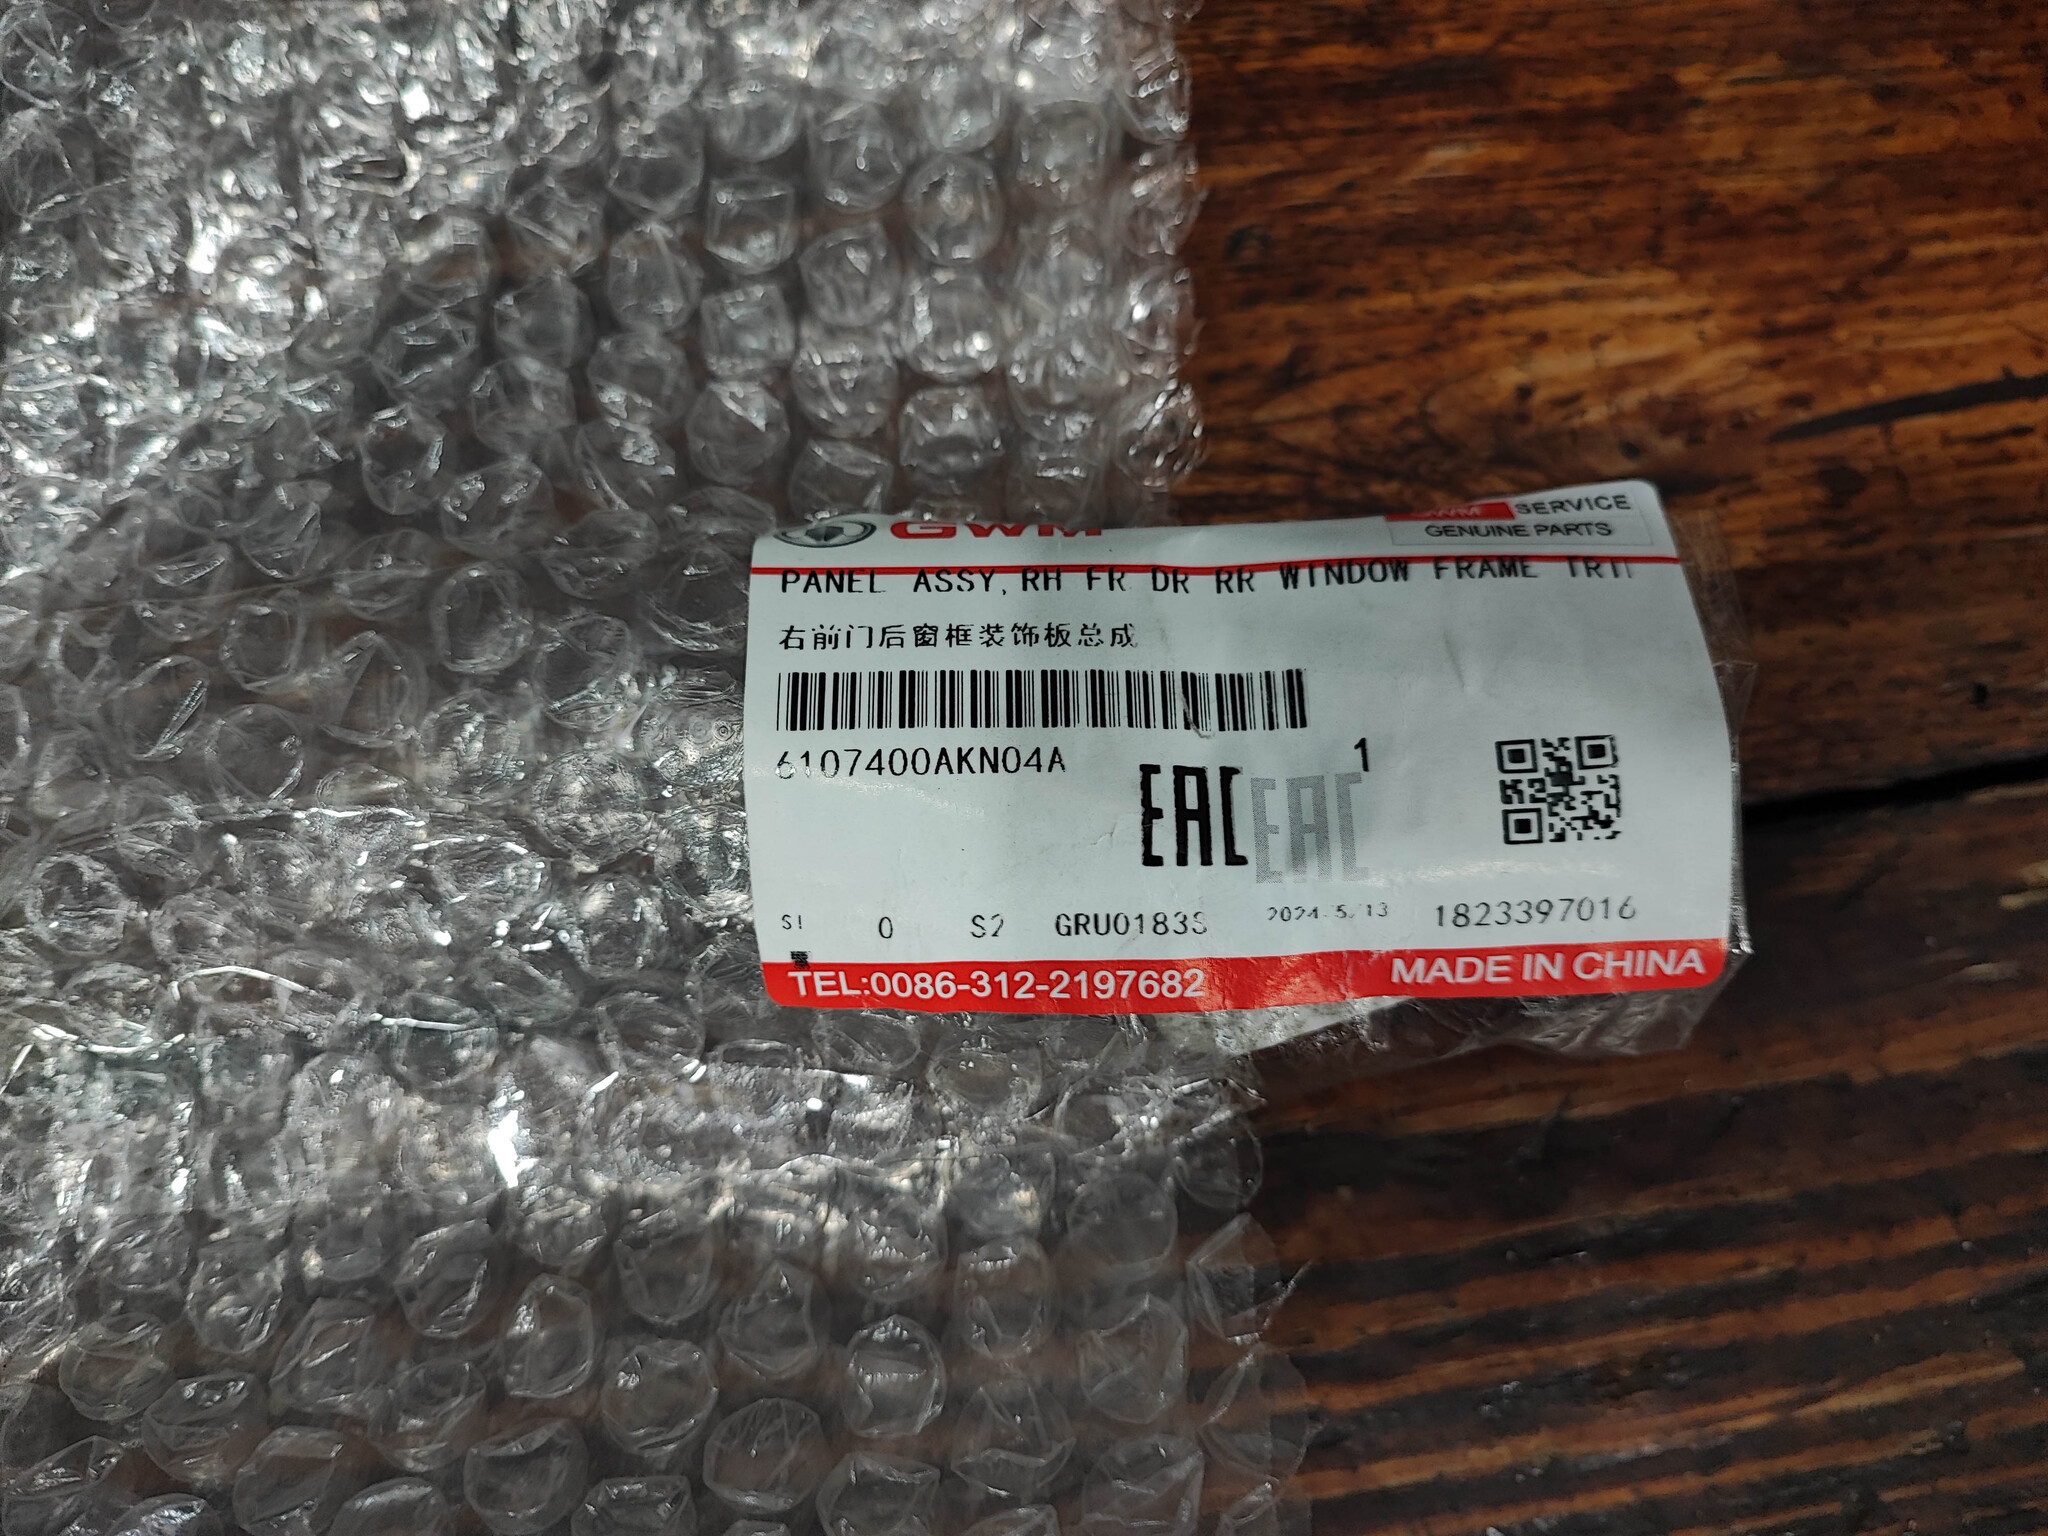 GWM
GWM SERVICE
GENUINE PARTS
PANEL ASSY,RH FR DR RR WINDOW FRAME TRI
右前门后窗框装饰板总成
6107400AKN04A
1
EAC EAC
0 S2 GRU0183S 2024/5/13 1823397016
TEL:0086-312-2197682 MADE IN CHINA